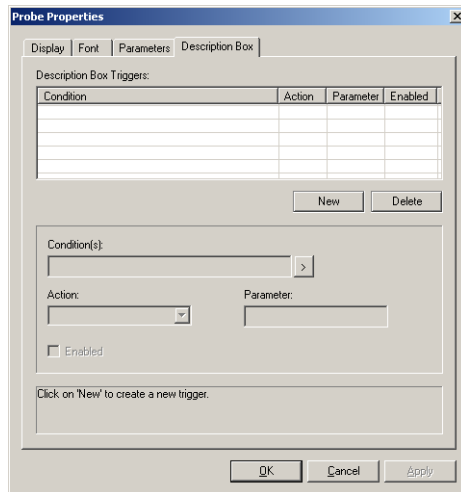 Probe Properties
Display Font Parameters Description Box
Description Box Triggers:
Condition Action Parameter Enabled
New Delete
Condition(s):
>
Action: Parameter:
Enabled
Click on 'New' to create a new trigger.
OK Cancel Apply